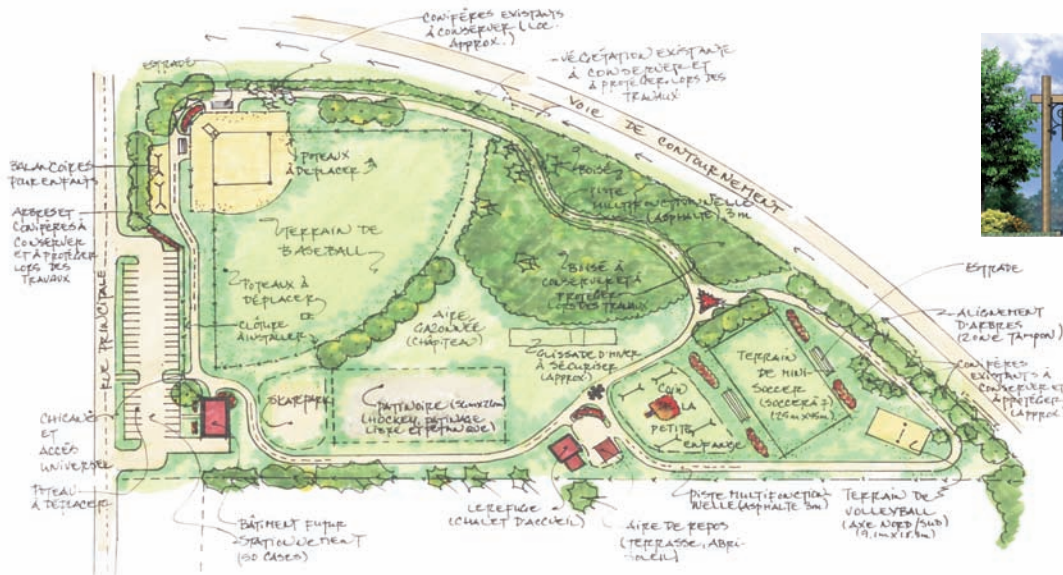 CONIFÈRES EXISTANTS
À CONSERVER (LOC.
APPROX.)
ESTRADE
VÉGÉTATION EXISTANTE
À CONSERVER ET
À PROTÉGER LORS DES
TRAVAUX
VOIE DE CONTOURNEMENT
BALANÇOIRES
POUR ENFANTS
POTEAUX
À DÉPLACER
BOISÉ
PISTE
MULTIFONCTIONNELLE
(ASPHALTE) 3m
ARBRES ET
CONIFÈRES À
CONSERVER
ET À PROTÉGER
LORS DES
TRAVAUX
TERRAIN DE
BASEBALL
BOISÉ À
CONSERVER ET À
PROTÉGER
LORS DES TRAVAUX
ESTRADE
RUE PRINCIPALE
POTEAUX À
DÉPLACER
CLÔTURE
À INSTALLER
AIRE
GAZONNÉE
(CHAPITEAU)
GLISSADE D'HIVER
À SÉCURISER
(APPROX.)
ALIGNEMENT
D'ARBRES
(ZONE TAMPON)
TERRAIN
DE MINI-
SOCCER
(SOCCER À 7)
CONIFÈRES
EXISTANTS À
CONSERVER ET
À PROTÉGER
(APPROX.)
SKATEPARK
PATINOIRE
(HOCKEY, PATINAGE
LIBRE ET PÉTANQUE)
COIN
LA
PETITE
ENFANCE
CHICANE
ET
ACCÈS
UNIVERSEL
POTEAU
À DÉPLACER
BÂTIMENT FUTUR
STATIONNEMENT
(50 CASES)
LE REFUGE
(CHALET D'ACCUEIL)
AIRE DE REPOS
(TERRASSE, ABRI-
SOLEIL)
PISTE MULTIFONCTION-
NELLE (ASPHALTE 3m)
TERRAIN DE
VOLLEYBALL
(AXE NORD/SUD)